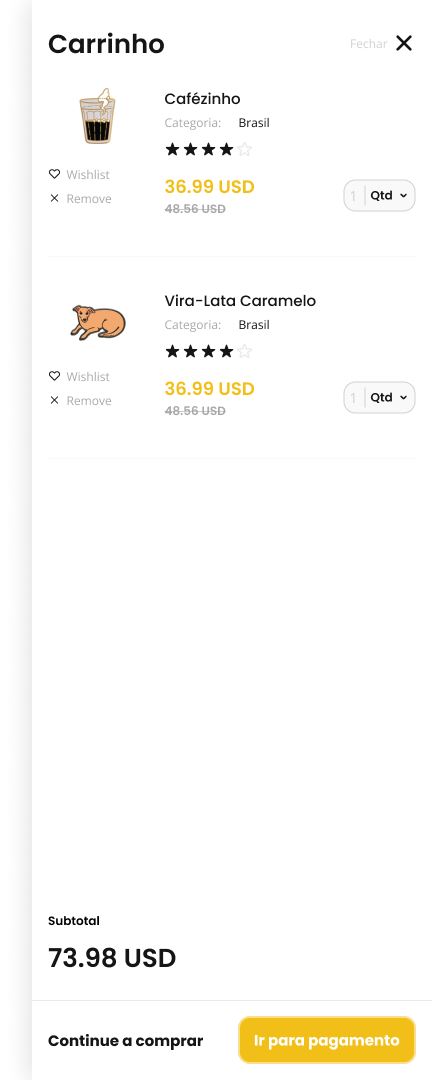 Carrinho
Fechar
Cafézinho
Categoria: Brasil
Wishlist
Remove
36.99 USD
48.56 USD
1 Qtd
Vira-Lata Caramelo
Categoria: Brasil
Wishlist
Remove
36.99 USD
48.56 USD
1 Qtd
Subtotal
73.98 USD
Continue a comprar
Ir para pagamento